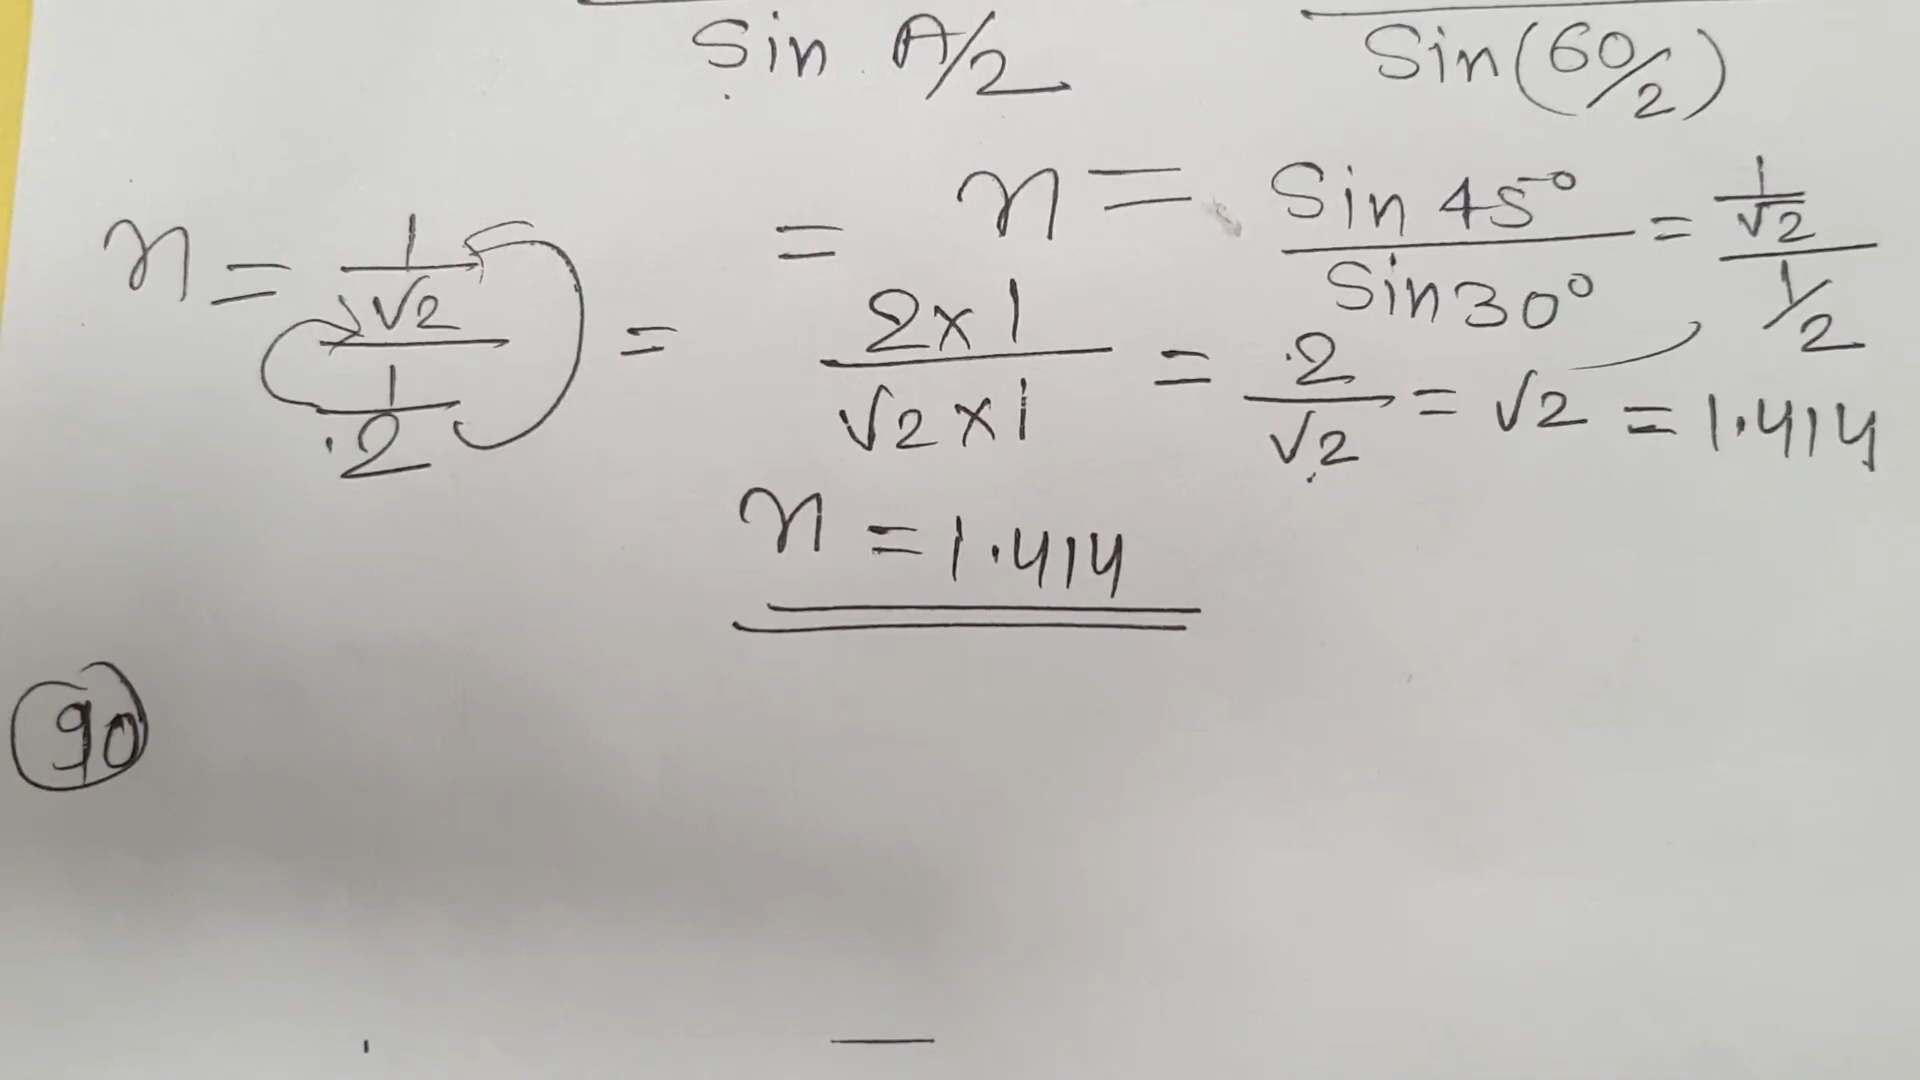 Sin A/2 Sin(60/2)
= n = Sin 45° / Sin 30° = 1/√2 / 1/2
n = 1/√2 / 1/2 = 2×1 / √2×1 = 2/√2 = √2 = 1.414
n = 1.414
90